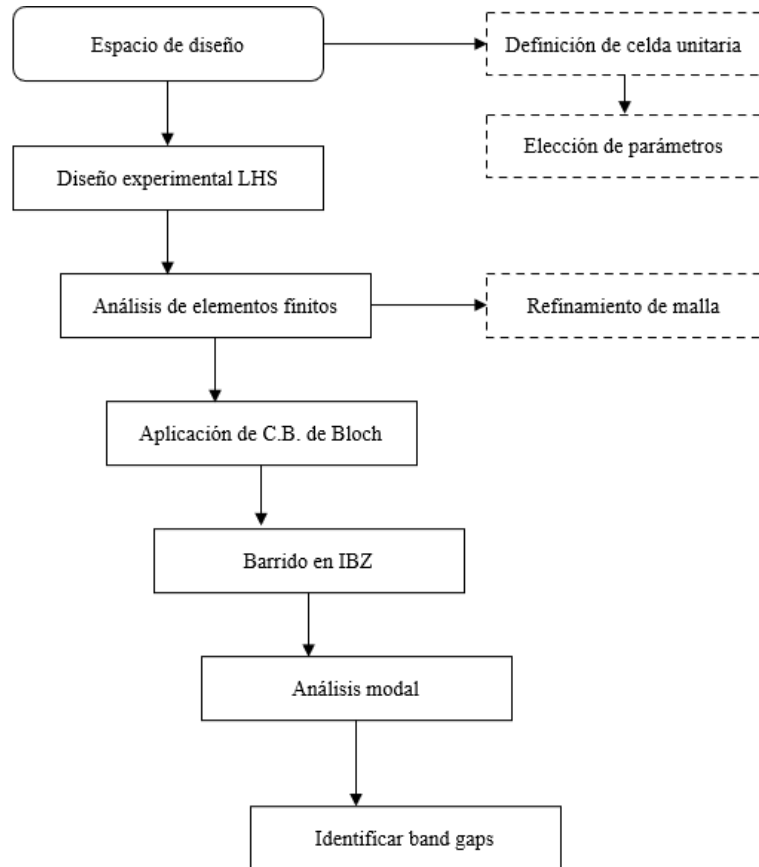 Espacio de diseño
Definición de celda unitaria
Elección de parámetros
Diseño experimental LHS
Análisis de elementos fínitos
Refinamiento de malla
Aplicación de C.B. de Bloch
Barrido en IBZ
Análisis modal
Identificar band gaps